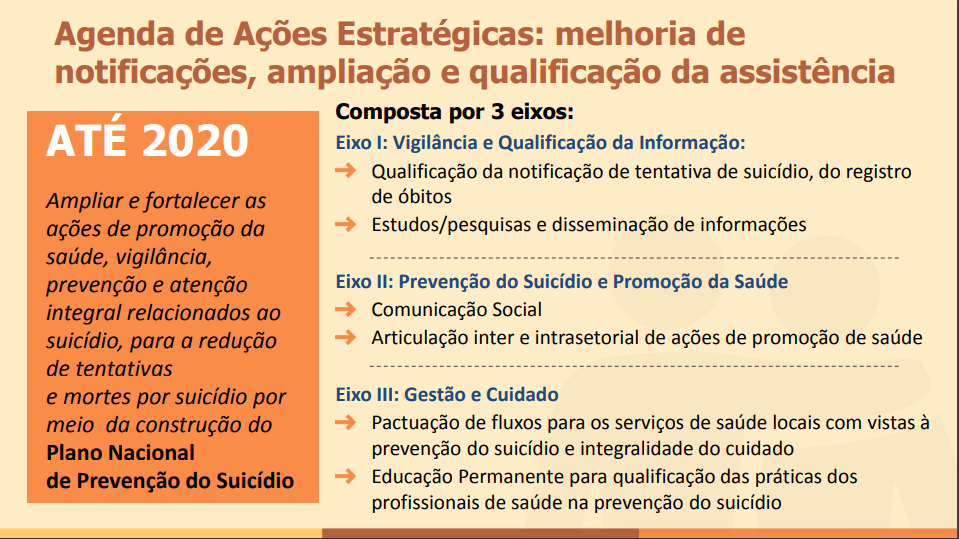 Agenda de Ações Estratégicas: melhoria de
notificações, ampliação e qualificação da assistência
ATÉ 2020
Ampliar e fortalecer as
ações de promoção da
saúde, vigilância,
prevenção e atenção
integral relacionados ao
suicídio, para a redução
de tentativas
e mortes por suicídio por
meio da construção do
Plano Nacional
de Prevenção do Suicídio
Composta por 3 eixos:
Eixo I: Vigilância e Qualificação da Informação:
Qualificação da notificação de tentativa de suicídio, do registro
de óbitos
Estudos/pesquisas e disseminação de informações
Eixo II: Prevenção do Suicídio e Promoção da Saúde
Comunicação Social
Articulação inter e intrasetorial de ações de promoção de saúde
Eixo III: Gestão e Cuidado
Pactuação de fluxos para os serviços de saúde locais com vistas à
prevenção do suicídio e integralidade do cuidado
Educação Permanente para qualificação das práticas dos
profissionais de saúde na prevenção do suicídio